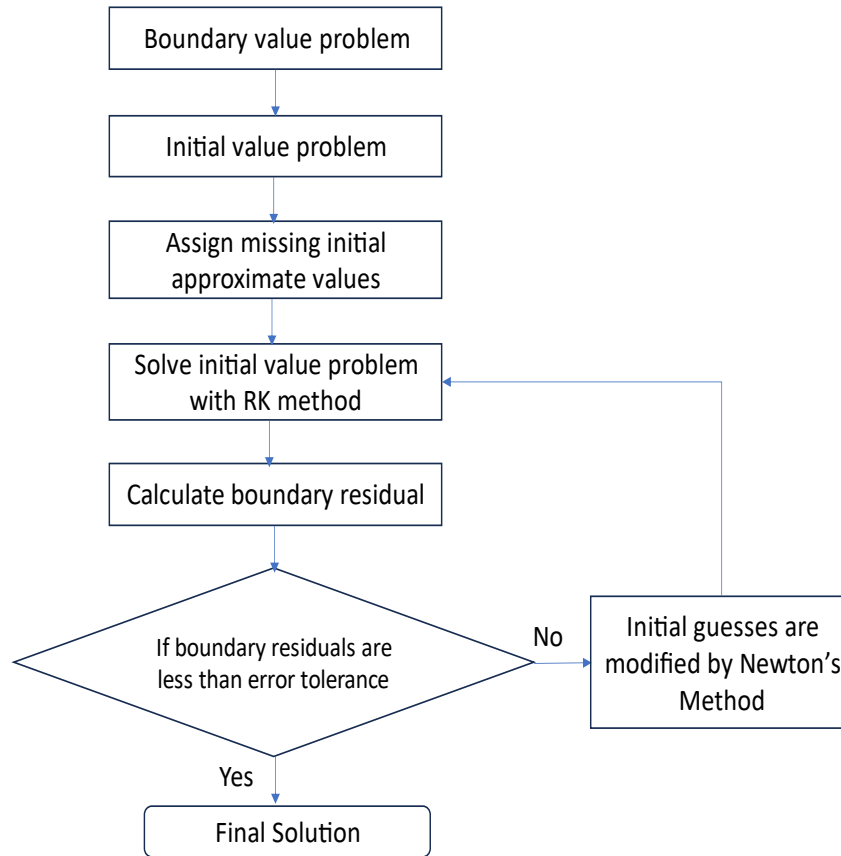 Boundary value problem
Initial value problem
Assign missing initial
approximate values
Solve initial value problem
with RK method
Calculate boundary residual
If boundary residuals are
less than error tolerance
No
Initial guesses are
modified by Newton's
Method
Yes
Final Solution